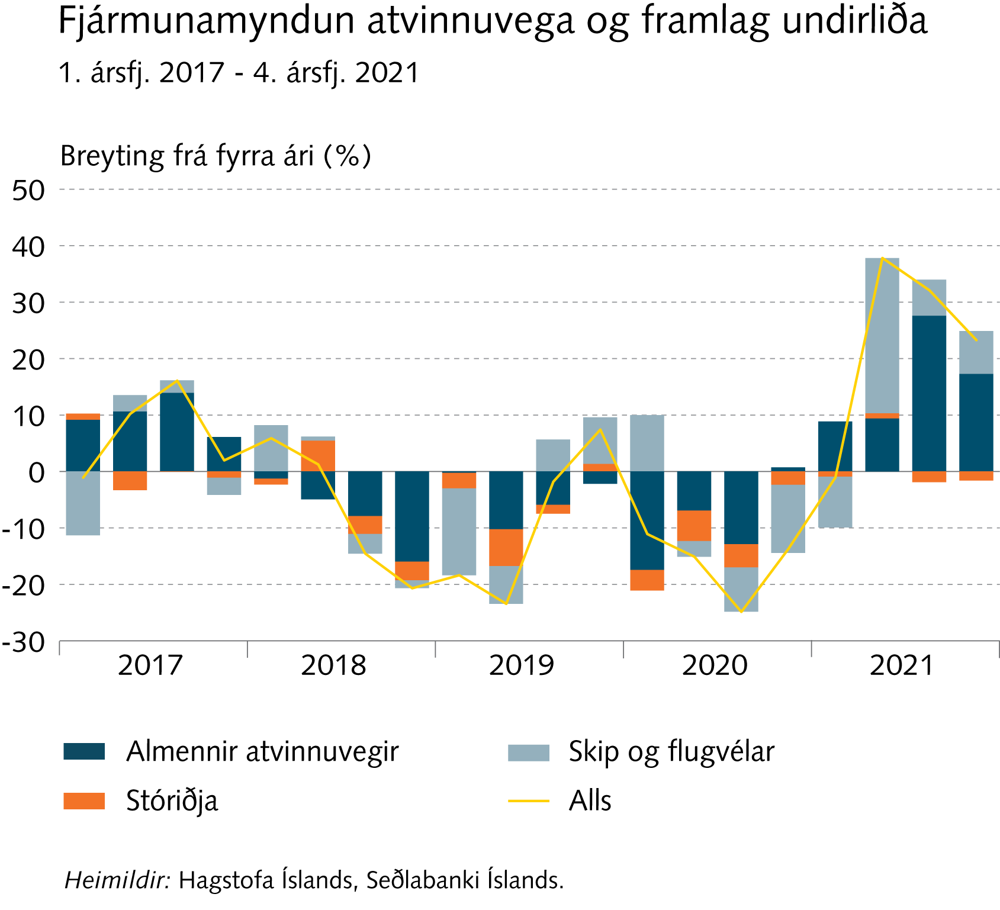 Fjármunamyndun atvinnuvega og framlag undirliða
1. ársfj. 2017 - 4. ársfj. 2021
Breyting frá fyrra ári (%)
50
40
30
20
10
0
-10
-20
-30
2017 2018 2019 2020 2021
Almennir atvinnuvegir
Stóriðja
Skip og flugvélar
Alls
Heimildir: Hagstofa Íslands, Seðlabanki Íslands.